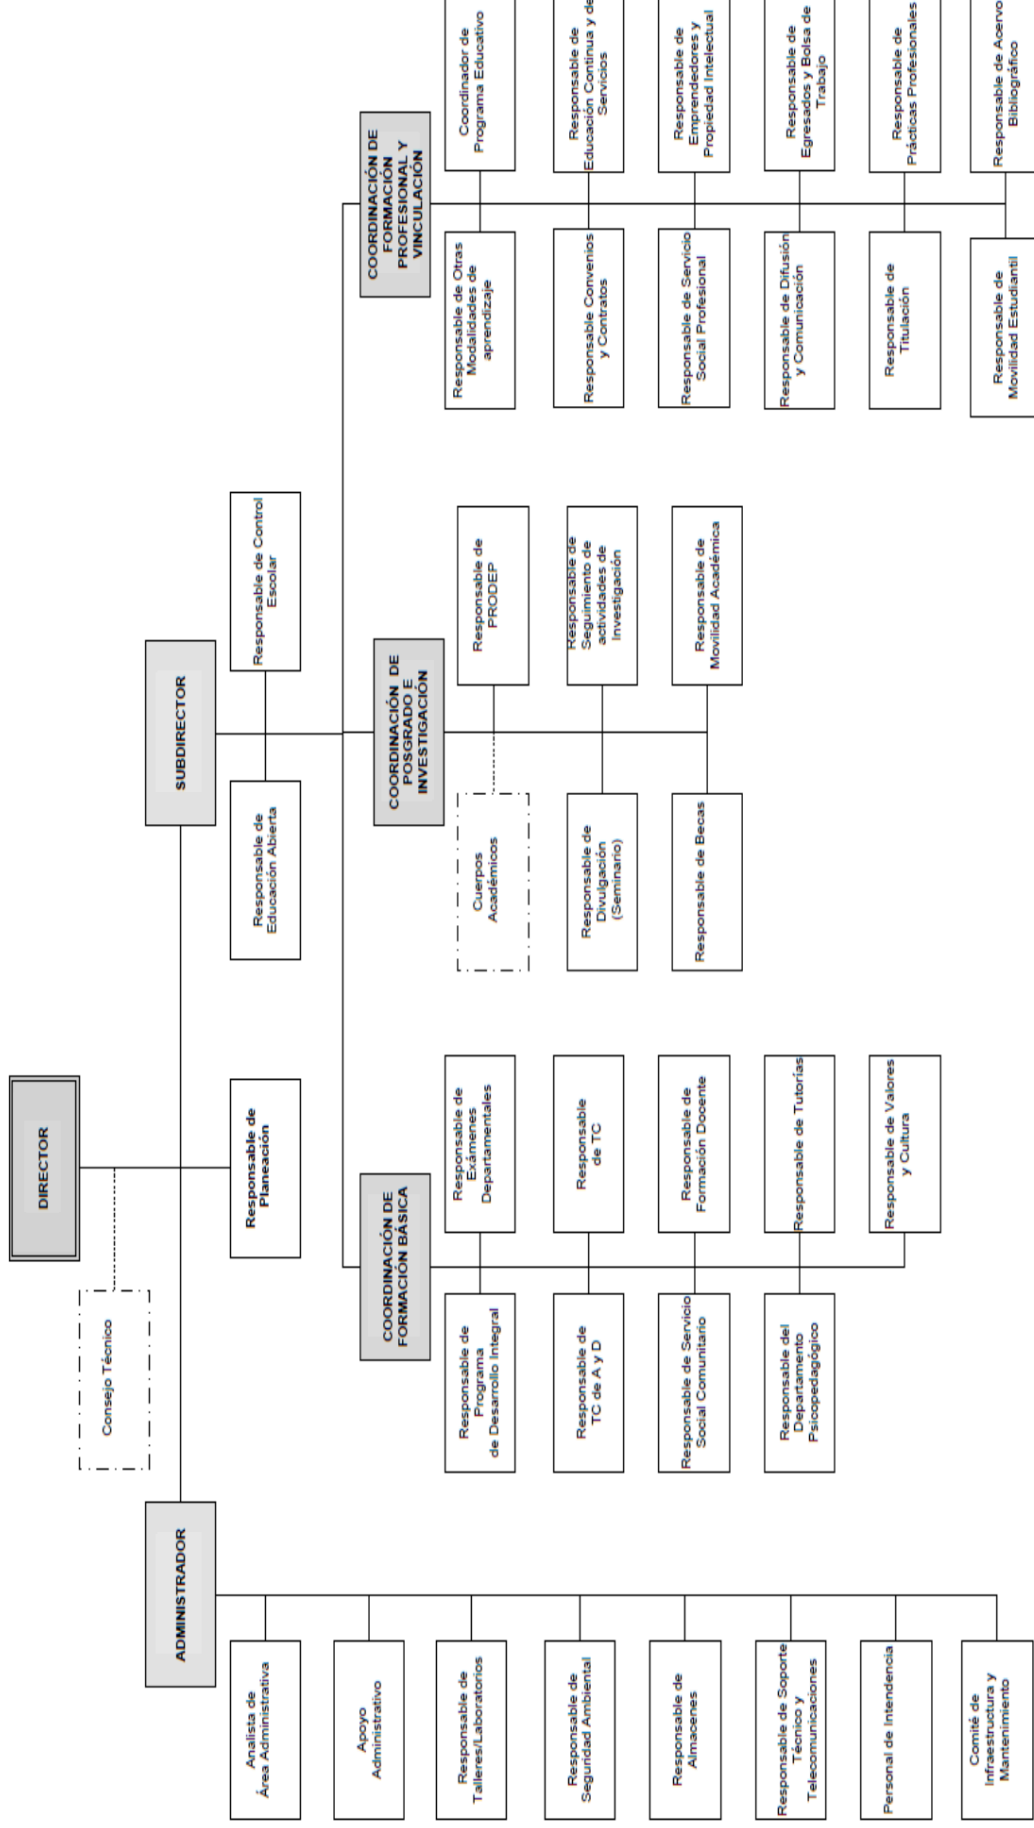 DIRECTOR
Consejo Técnico
ADMINISTRADOR
SUBDIRECTOR
Responsable de
Planeación
Responsable de
Educación Abierta
Responsable de Control
Escolar
Analista de
Área Administrativa
Apoyo
Administrativo
Responsable de
Talleres/Laboratorios
Responsable de
Seguridad Ambiental
Responsable de
Almacenes
Responsable de Soporte
Técnico y
Telecomunicaciones
Personal de Intendencia
Comité de
Infraestructura y
Mantenimiento
COORDINACIÓN DE
FORMACIÓN BÁSICA
Responsable de
Programa
de Desarrollo Integral
Responsable de
Exámenes
Departamentales
Responsable de
TC de A y D
Responsable
de TC
Responsable de Servicio
Social Comunitario
Responsable de
Formación Docente
Responsable del
Departamento
Psicopedagógico
Responsable de Tutorías
Responsable de Valores
y Cultura
COORDINACIÓN DE
POSGRADO E
INVESTIGACIÓN
Cuerpos
Académicos
Responsable de
PRODEP
Responsable de
Divulgación
(Seminario)
Responsable de
Seguimiento de
actividades de
Investigación
Responsable de Becas
Responsable de
Movilidad Académica
COORDINACIÓN DE
FORMACIÓN
PROFESIONAL Y
VINCULACIÓN
Responsable de Otras
Modalidades de
aprendizaje
Coordinador de
Programa Educativo
Responsable Convenios
y Contratos
Responsable de
Educación Continua y de
Servicios
Responsable de Servicio
Social Profesional
Responsable de
Emprendedores y
Propiedad Intelectual
Responsable de Difusión
y Comunicación
Responsable de
Egresados y Bolsa de
Trabajo
Responsable de
Titulación
Responsable de
Prácticas Profesionales
Responsable de
Movilidad Estudiantil
Responsable de Acervo
Bibliográfico